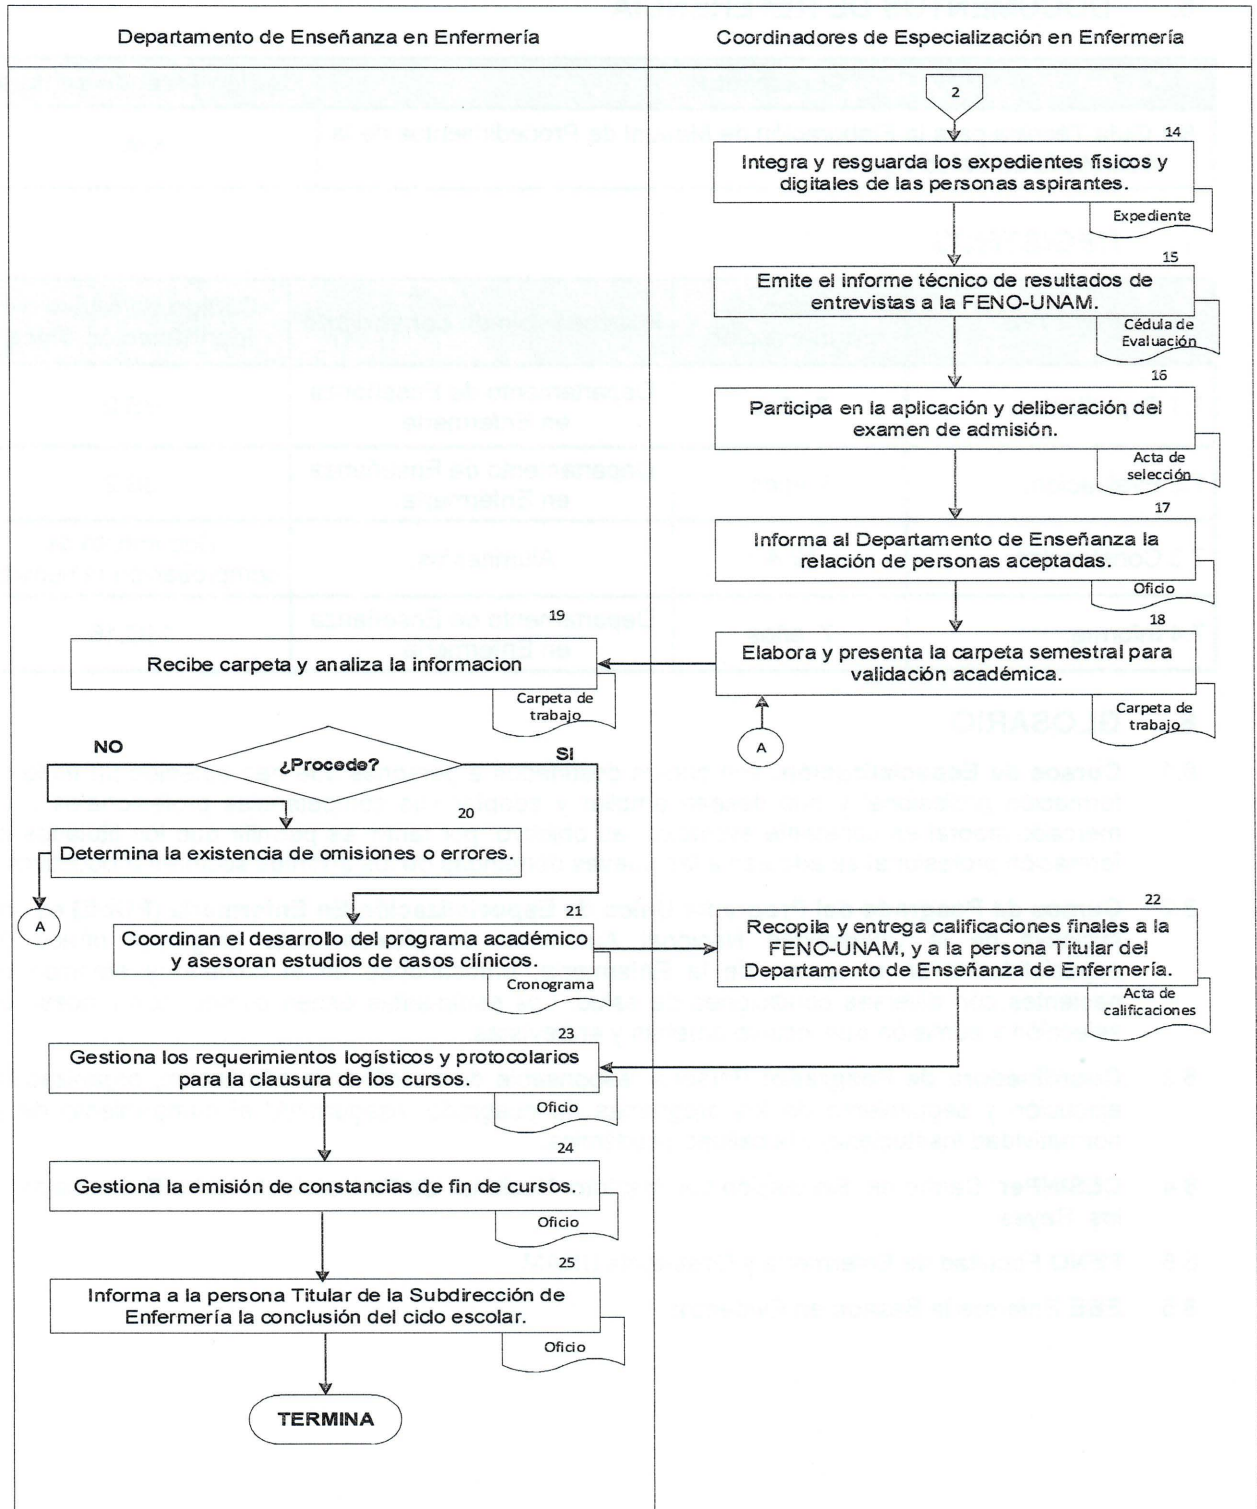 Departamento de Enseñanza en Enfermería
Coordinadores de Especialización en Enfermería
2
14
Integra y resguarda los expedientes físicos y
digitales de las personas aspirantes.
Expediente
15
Emite el informe técnico de resultados de
entrevistas a la FENO-UNAM.
Cédula de
Evaluación
16
Participa en la aplicación y deliberación del
examen de admisión.
Acta de
selección
17
Informa al Departamento de Enseñanza la
relación de personas aceptadas.
Oficio
18
Elabora y presenta la carpeta semestral para
validación académica.
Carpeta de
trabajo
A
19
Recibe carpeta y analiza la informacion
Carpeta de
trabajo
¿Procede?
NO
SI
20
Determina la existencia de omisiones o errores.
A
21
Coordinan el desarrollo del programa académico
y asesoran estudios de casos clínicos.
Cronograma
22
Recopila y entrega calificaciones finales a la
FENO-UNAM, y a la persona Titular del
Departamento de Enseñanza de Enfermería.
Acta de
calificaciones
23
Gestiona los requerimientos logísticos y protocolarios
para la clausura de los cursos.
Oficio
24
Gestiona la emisión de constancias de fin de cursos.
Oficio
25
Informa a la persona Titular de la Subdirección de
Enfermería la conclusión del ciclo escolar.
Oficio
TERMINA